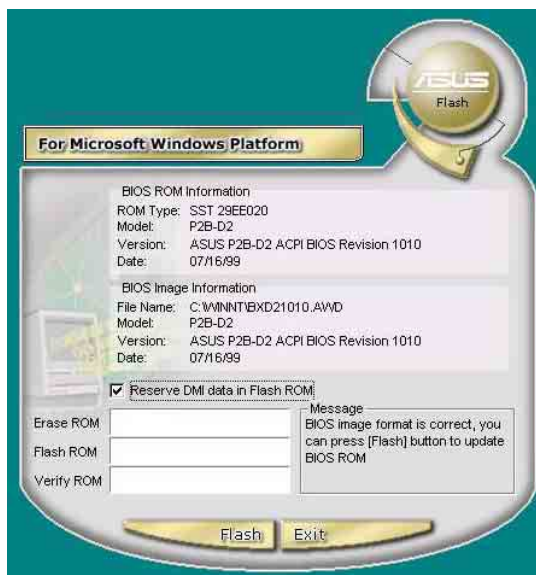 ASUS
Flash
For Microsoft Windows Platform
BIOS ROM Information
ROM Type: SST 29EE020
Model: P2B-D2
Version: ASUS P2B-D2 ACPI BIOS Revision 1010
Date: 07/16/99
BIOS Image Information
File Name: C:\WINNT\BXD21010.AWD
Model: P2B-D2
Version: ASUS P2B-D2 ACPI BIOS Revision 1010
Date: 07/16/99
Reserve DMI data in Flash ROM
Erase ROM
Flash ROM
Verify ROM
Message
BIOS image format is correct, you
can press [Flash] button to update
BIOS ROM
Flash
Exit